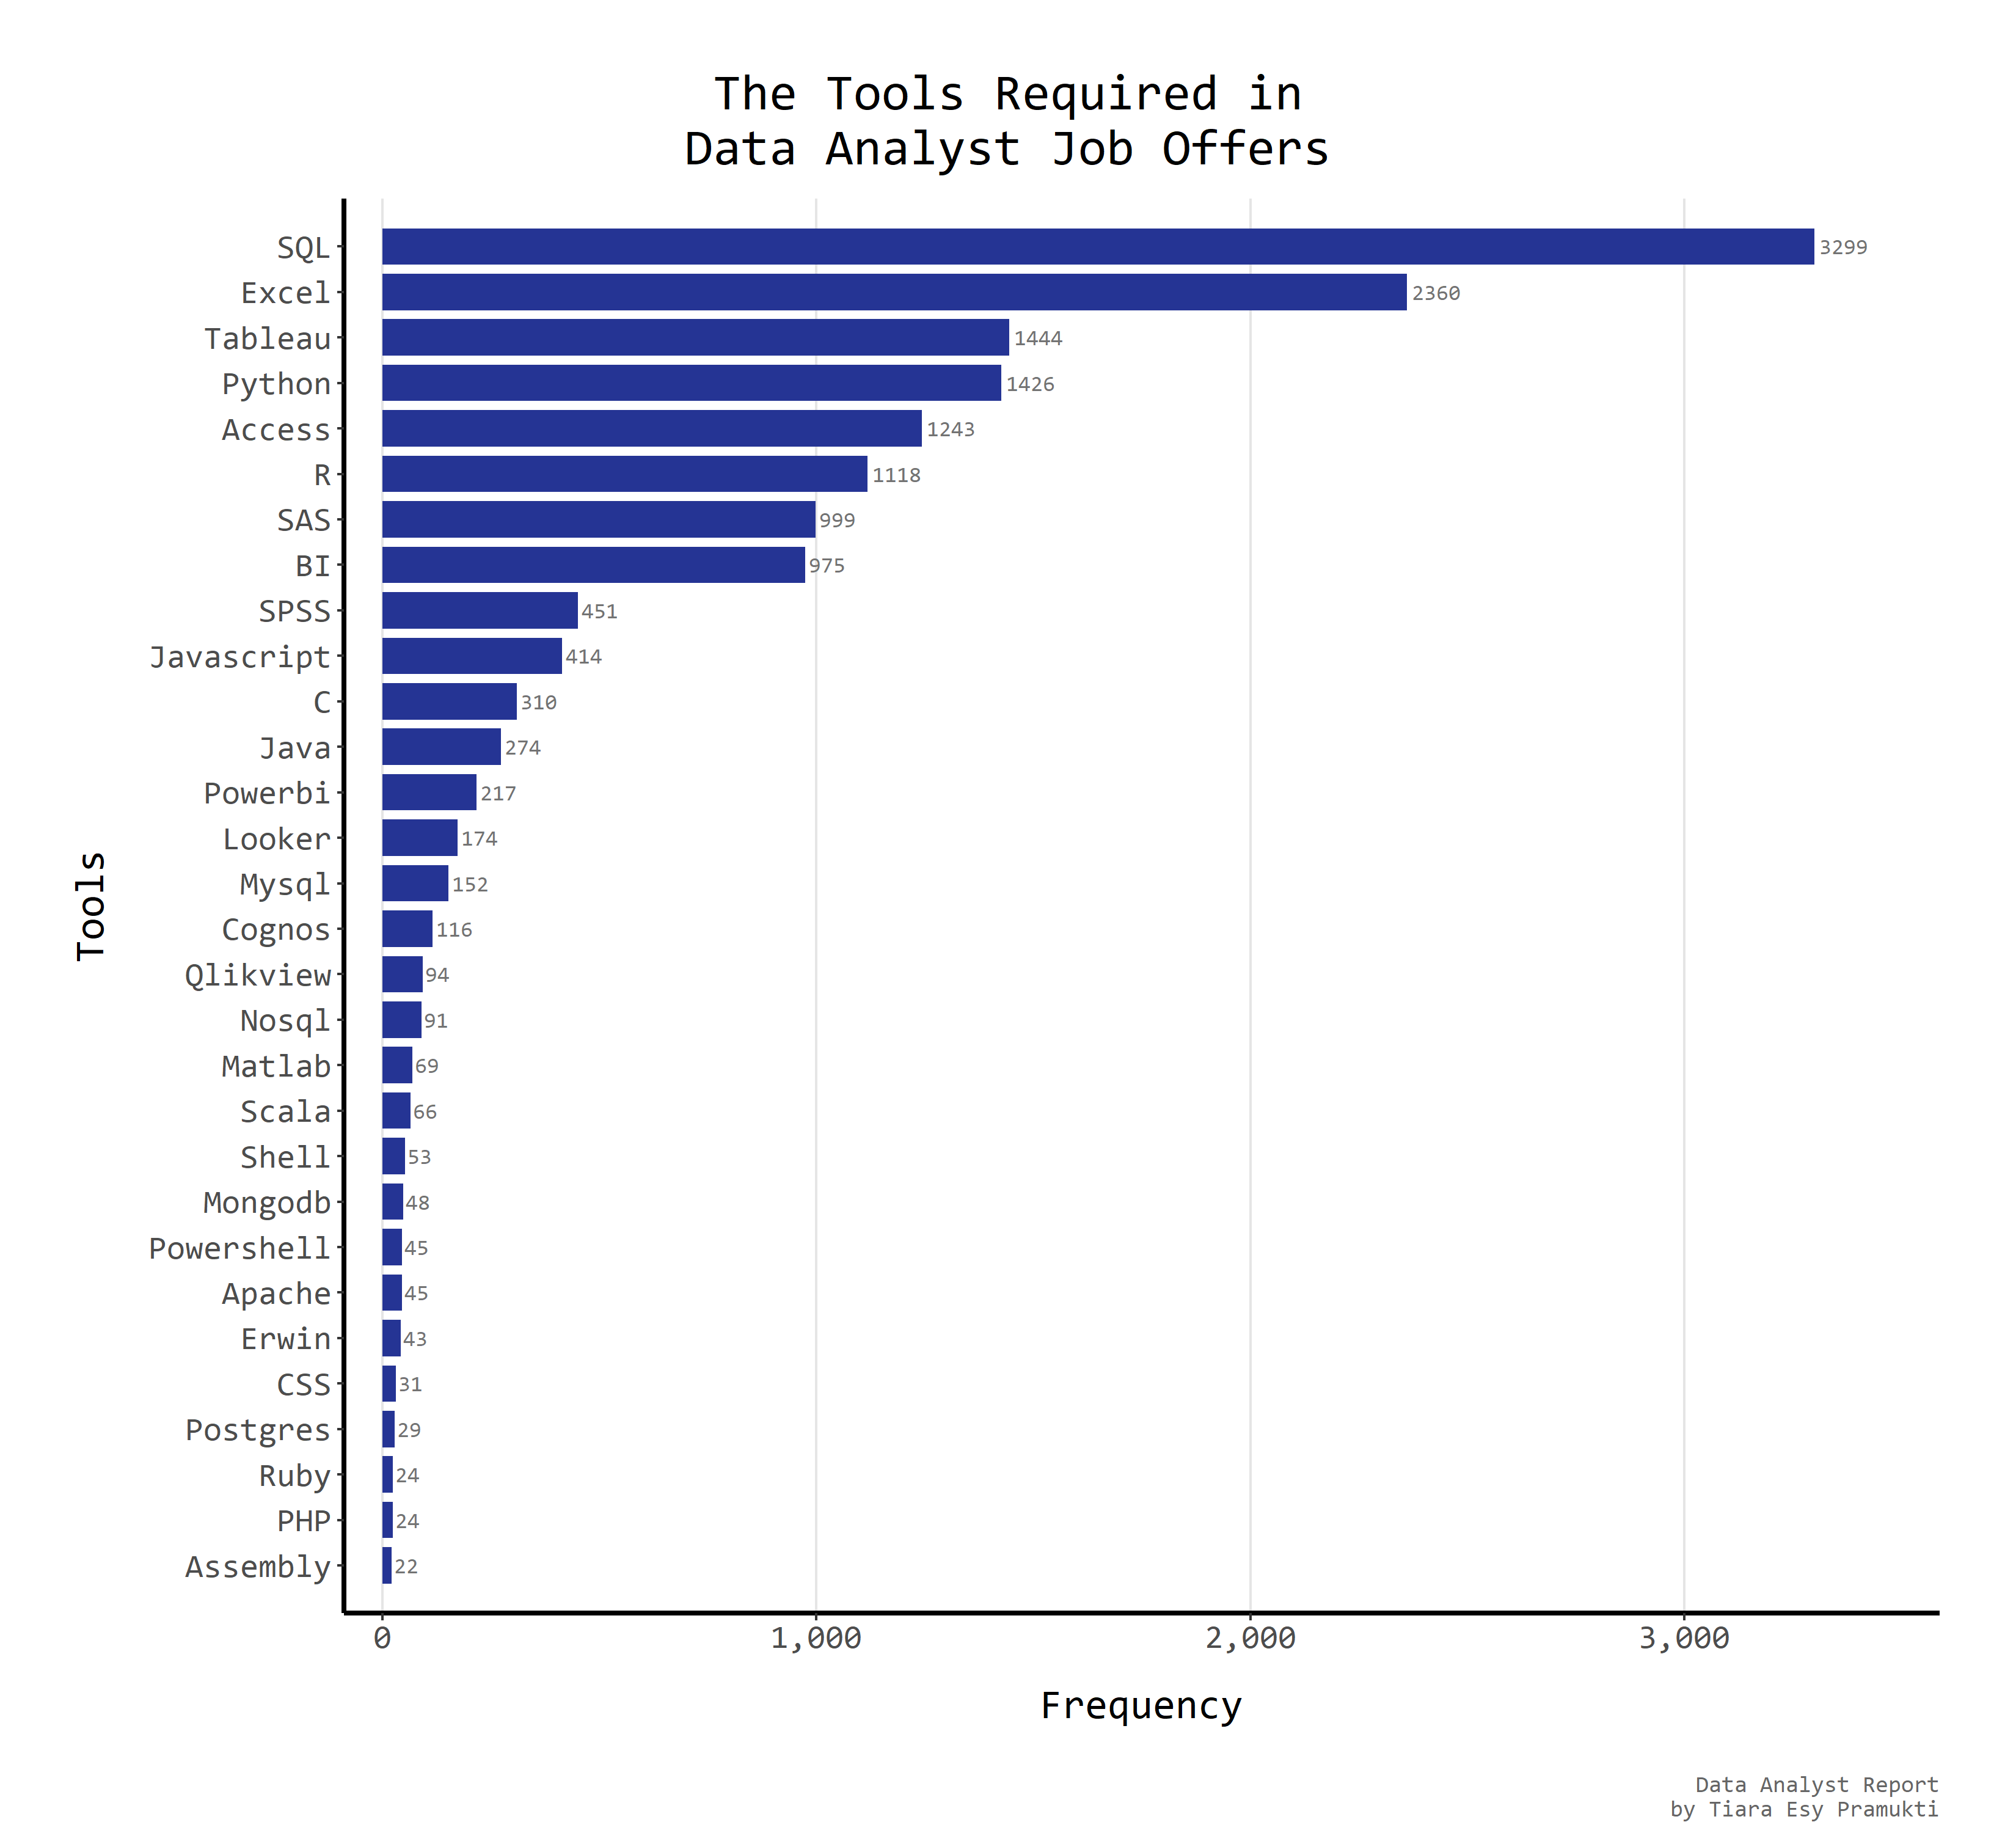 The Tools Required in
Data Analyst Job Offers
SQL 3299
Excel 2360
Tableau 1444
Python 1426
Access 1243
R 1118
SAS 999
BI 975
SPSS 451
Javascript 414
C 310
Java 274
Powerbi 217
Looker 174
Mysql 152
Cognos 116
Qlikview 94
Nosql 91
Matlab 69
Scala 66
Shell 53
Mongodb 48
Powershell 45
Apache 45
Erwin 43
CSS 31
Postgres 29
Ruby 24
PHP 24
Assembly 22
Tools
0 1,000 2,000 3,000
Frequency
Data Analyst Report
by Tiara Esy Pramukti